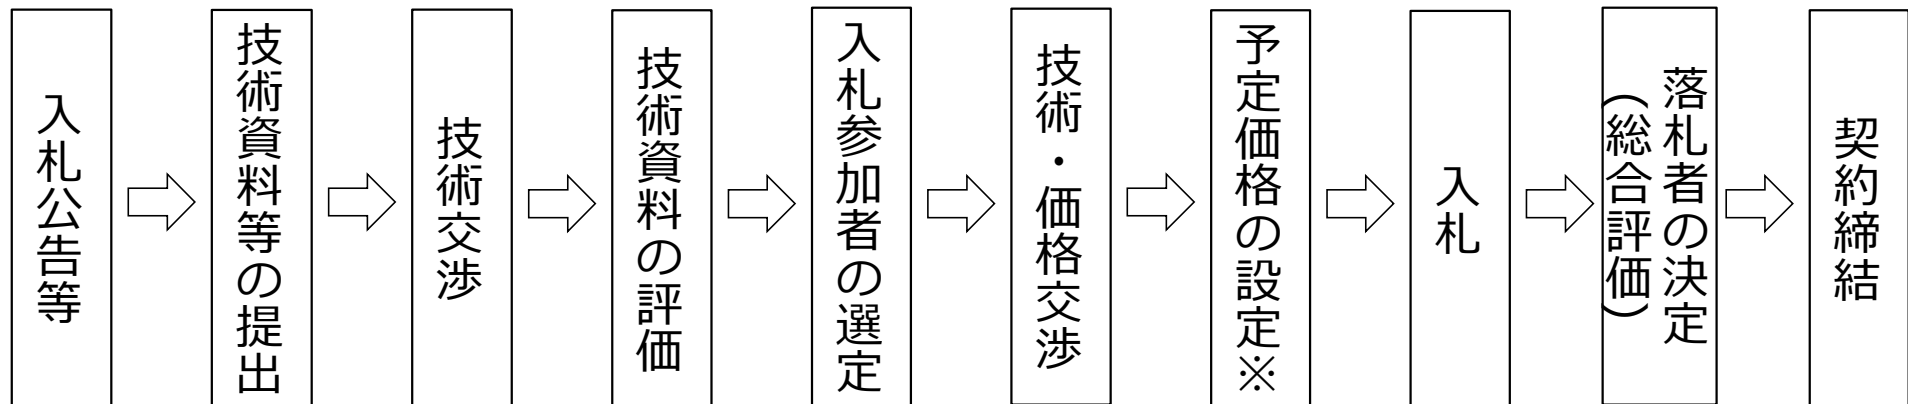 入札公告等
技術資料等の提出
技術交渉
技術資料の評価
入札参加者の選定
技術・価格交渉
予定価格の設定※
入札
落札者の決定
（総合評価）
契約締結